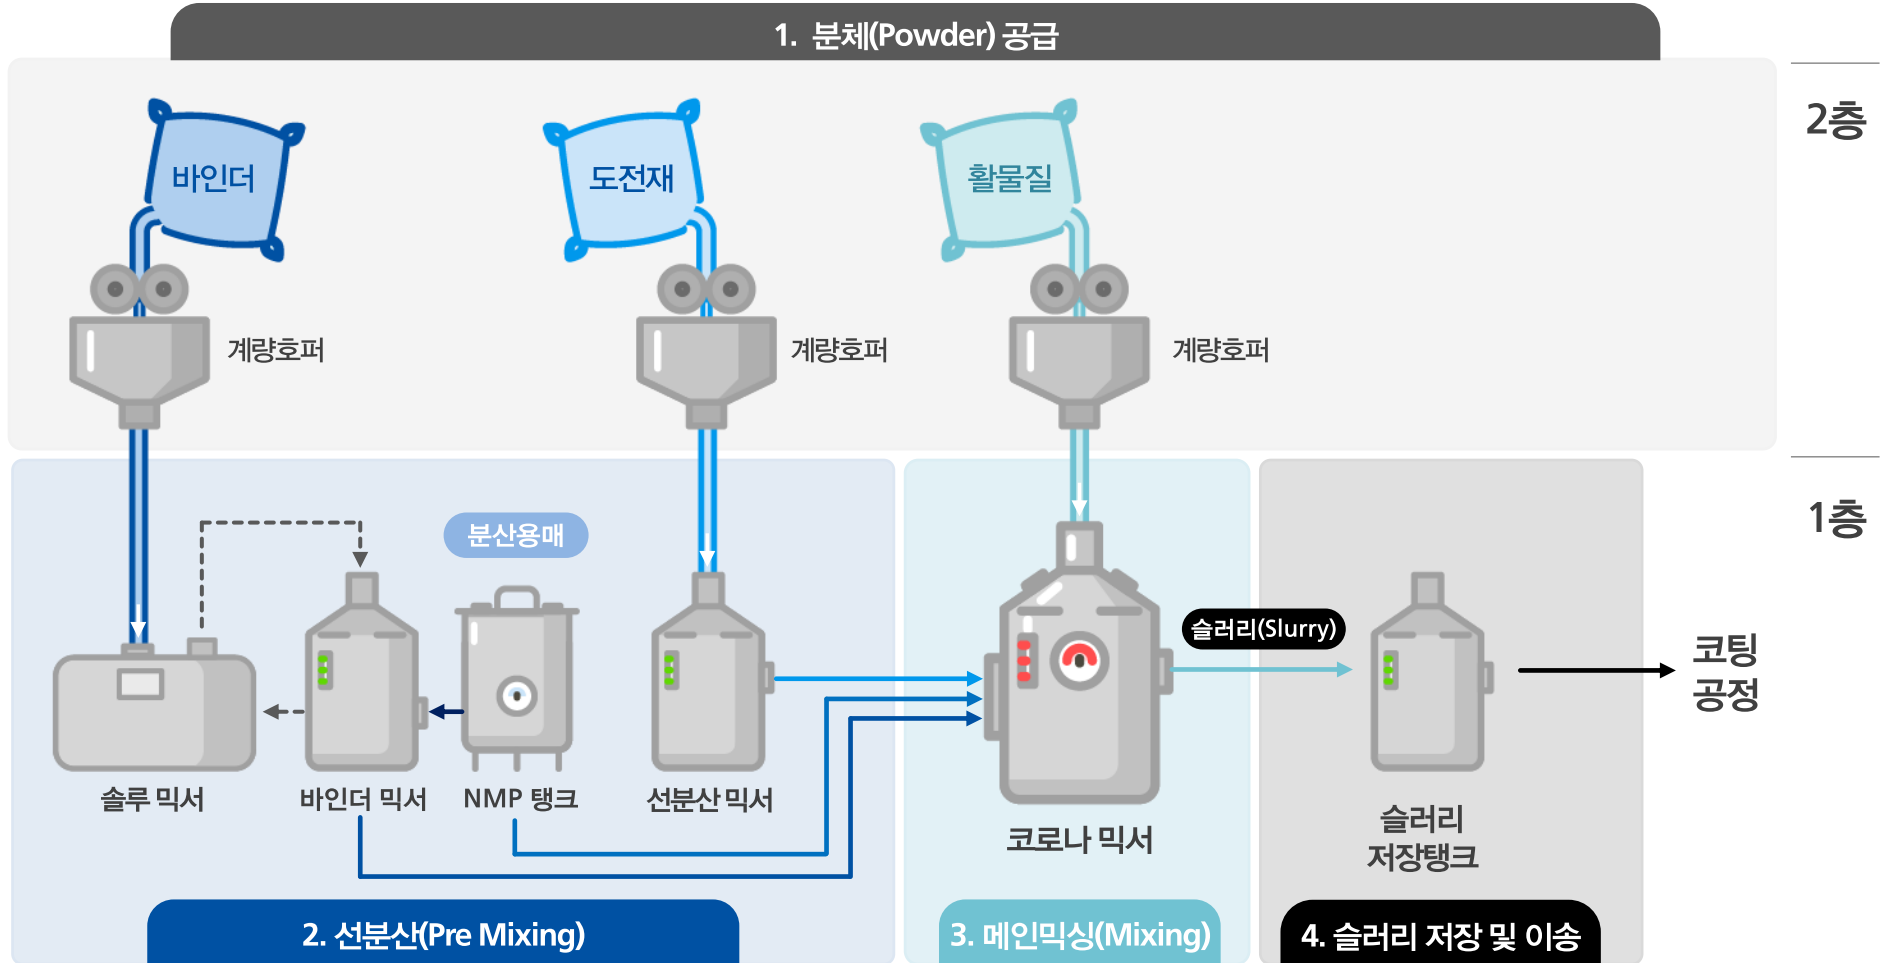 1. 분체(Powder) 공급
2층
바인더
도전재
활물질
계량호퍼
계량호퍼
계량호퍼
1층
분산용매
슬러리(Slurry)
코팅
공정
솔루 믹서
바인더 믹서
NMP 탱크
선분산 믹서
코로나 믹서
슬러리
저장탱크
2. 선분산(Pre Mixing)
3. 메인믹싱(Mixing)
4. 슬러리 저장 및 이송